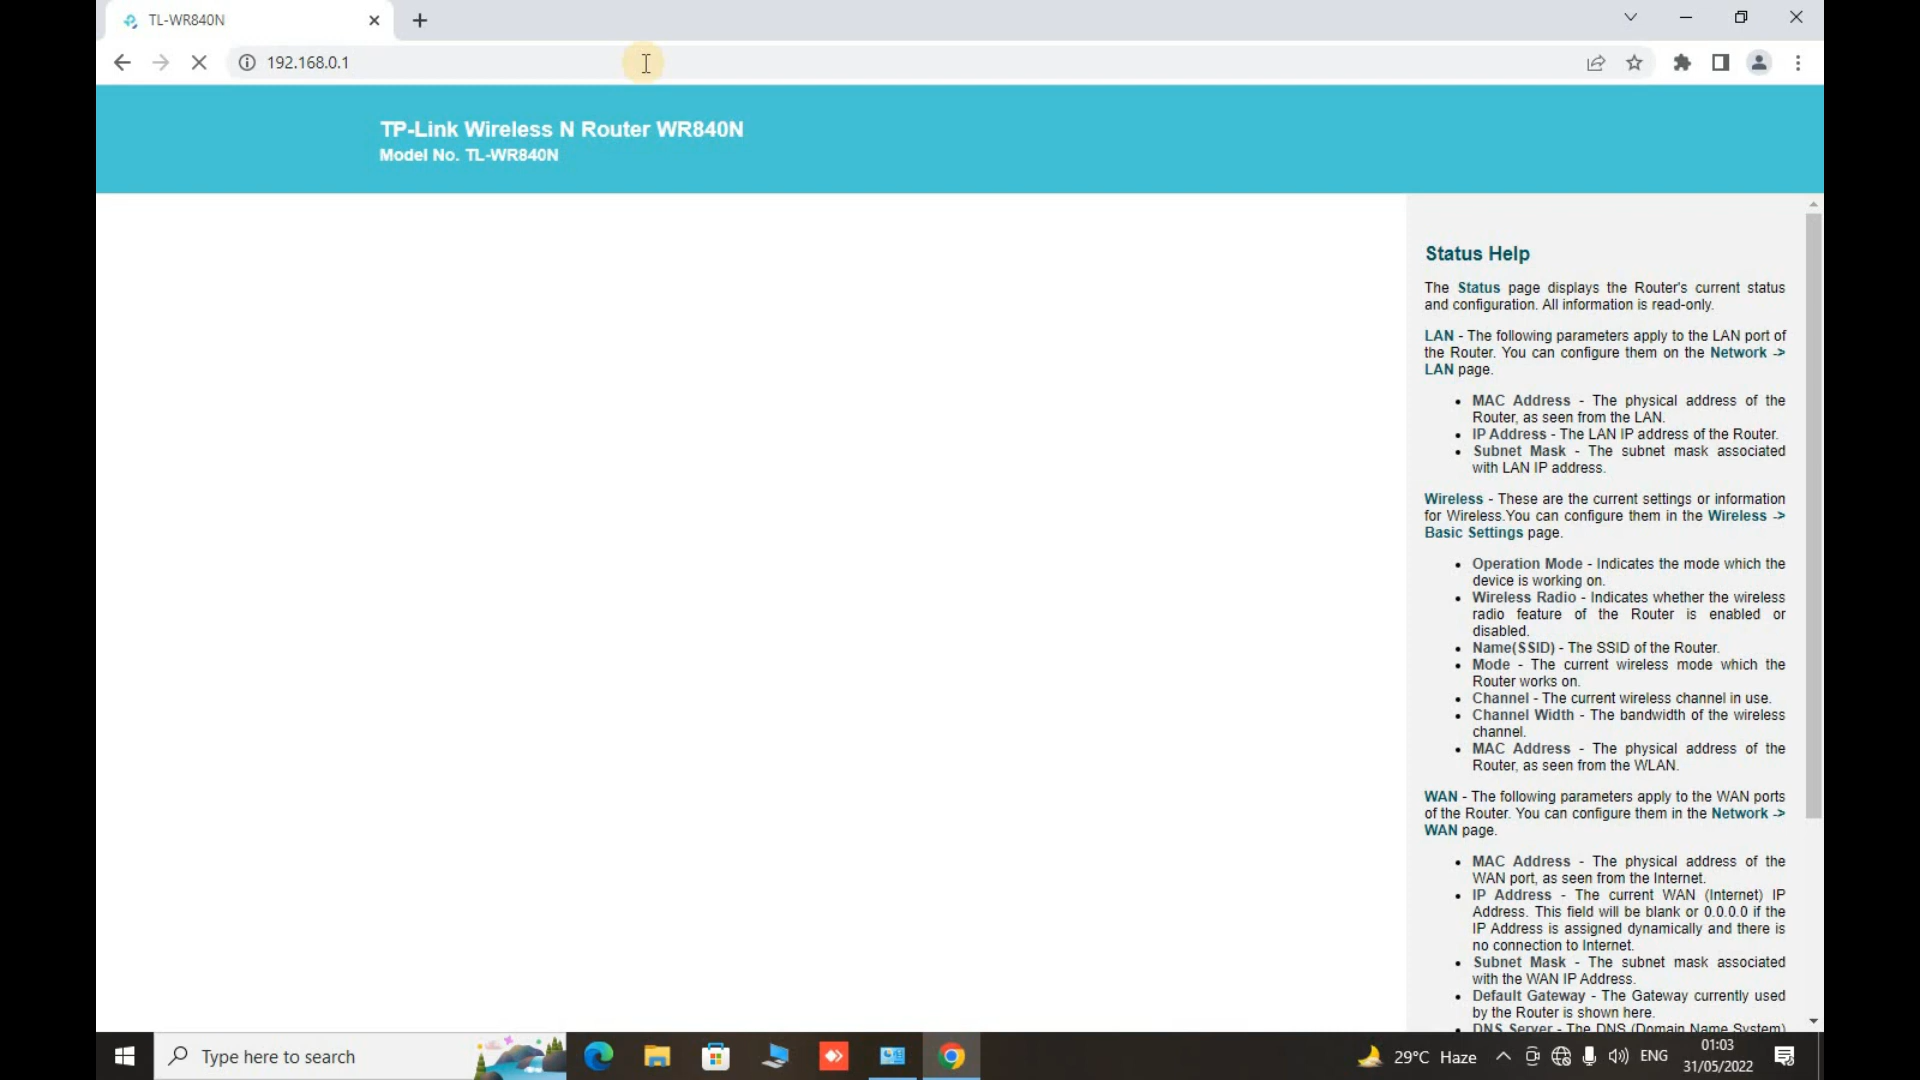 TL-WR840N
192.168.0.1
TP-Link Wireless N Router WR840N
Model No. TL-WR840N
Status Help
The Status page displays the Router's current status
and configuration. All information is read-only.
LAN - The following parameters apply to the LAN port of
the Router. You can configure them on the Network ->
LAN page.
• MAC Address - The physical address of the
Router, as seen from the LAN.
• IP Address - The LAN IP address of the Router.
• Subnet Mask - The subnet mask associated
with LAN IP address.
Wireless - These are the current settings or information
for Wireless.You can configure them in the Wireless ->
Basic Settings page.
• Operation Mode - Indicates the mode which the
device is working on.
• Wireless Radio - Indicates whether the wireless
radio feature of the Router is enabled or
disabled.
• Name(SSID) - The SSID of the Router.
• Mode - The current wireless mode which the
Router works on.
• Channel - The current wireless channel in use.
• Channel Width - The bandwidth of the wireless
channel.
• MAC Address - The physical address of the
Router, as seen from the WLAN.
WAN - The following parameters apply to the WAN ports
of the Router. You can configure them in the Network ->
WAN page.
• MAC Address - The physical address of the
WAN port, as seen from the Internet.
• IP Address - The current WAN (Internet) IP
Address. This field will be blank or 0.0.0.0 if the
IP Address is assigned dynamically and there is
no connection to Internet.
• Subnet Mask - The subnet mask associated
with the WAN IP Address.
• Default Gateway - The Gateway currently used
by the Router is shown here.
• DNS Server - The DNS (Domain Name System)
Type here to search
29°C Haze
ENG
01:03
31/05/2022